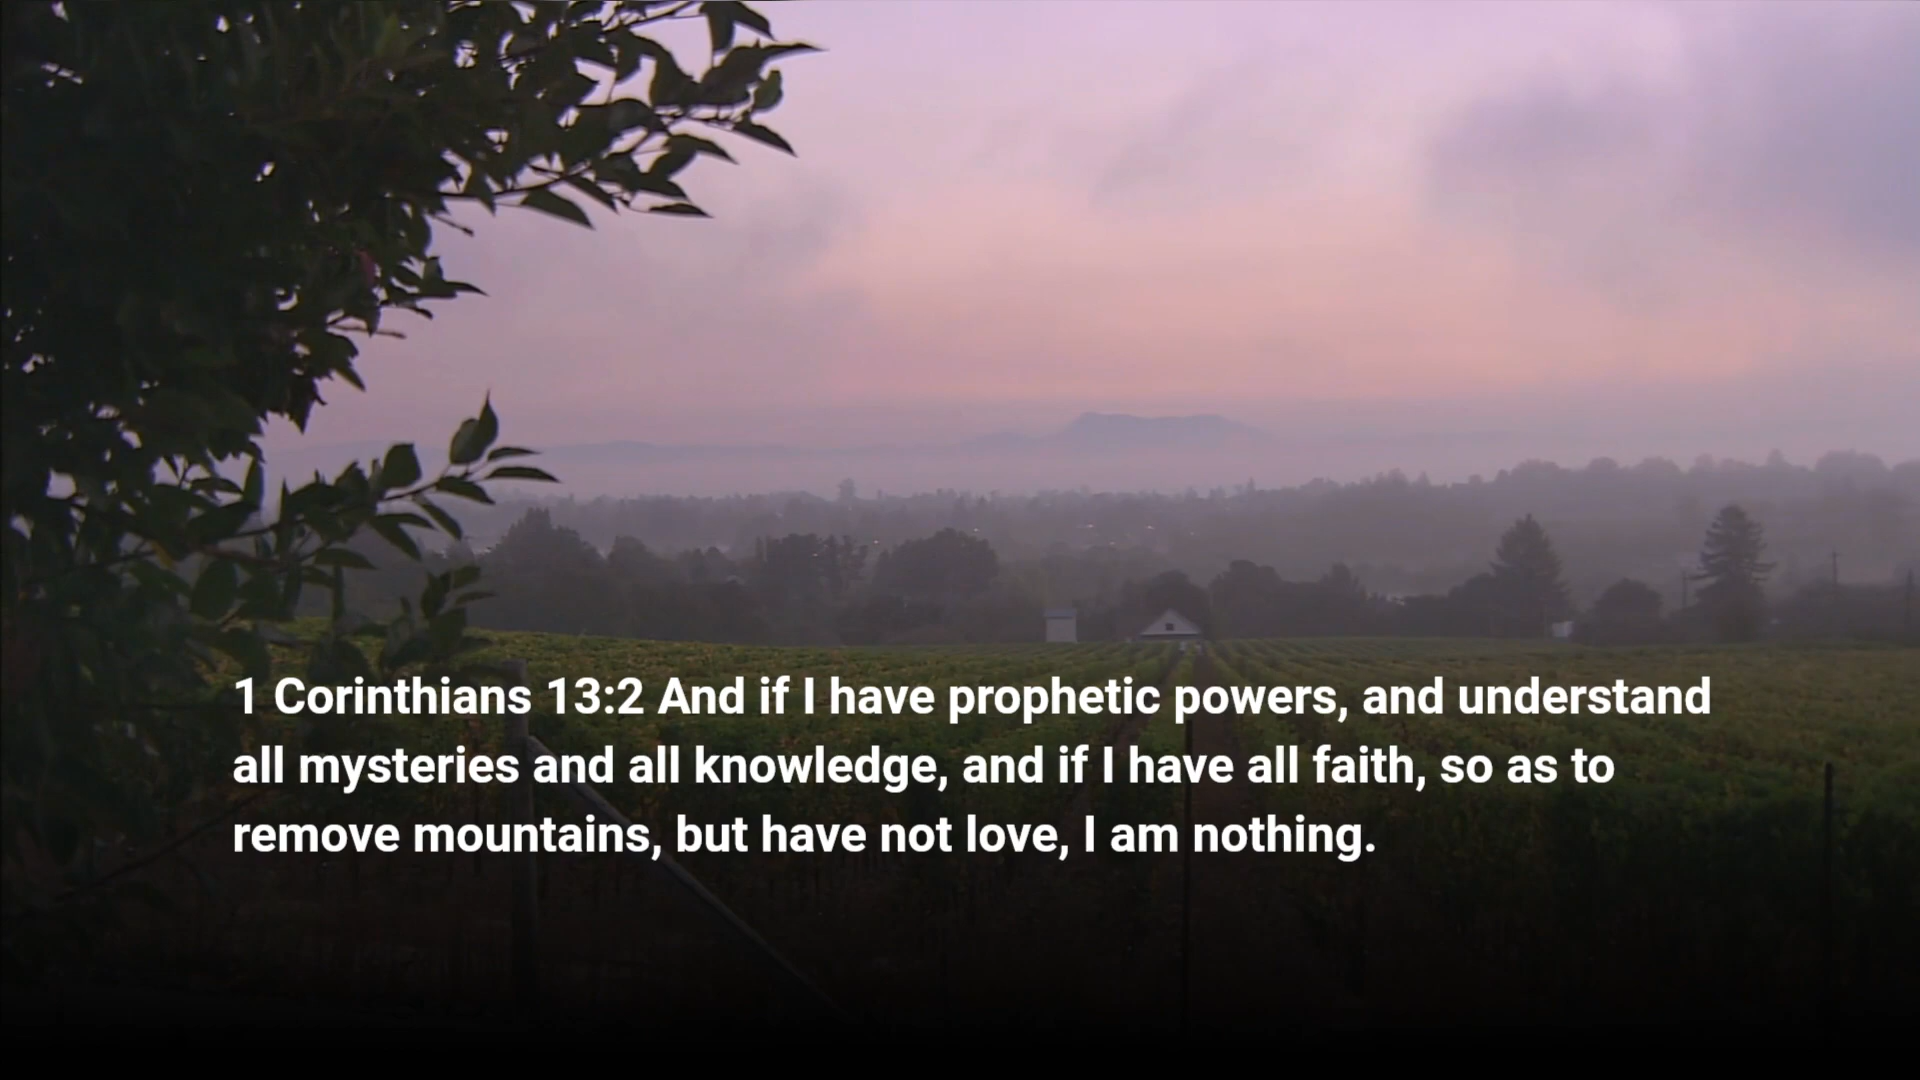 1 Corinthians 13:2 And if I have prophetic powers, and understand
all mysteries and all knowledge, and if I have all faith, so as to
remove mountains, but have not love, I am nothing.